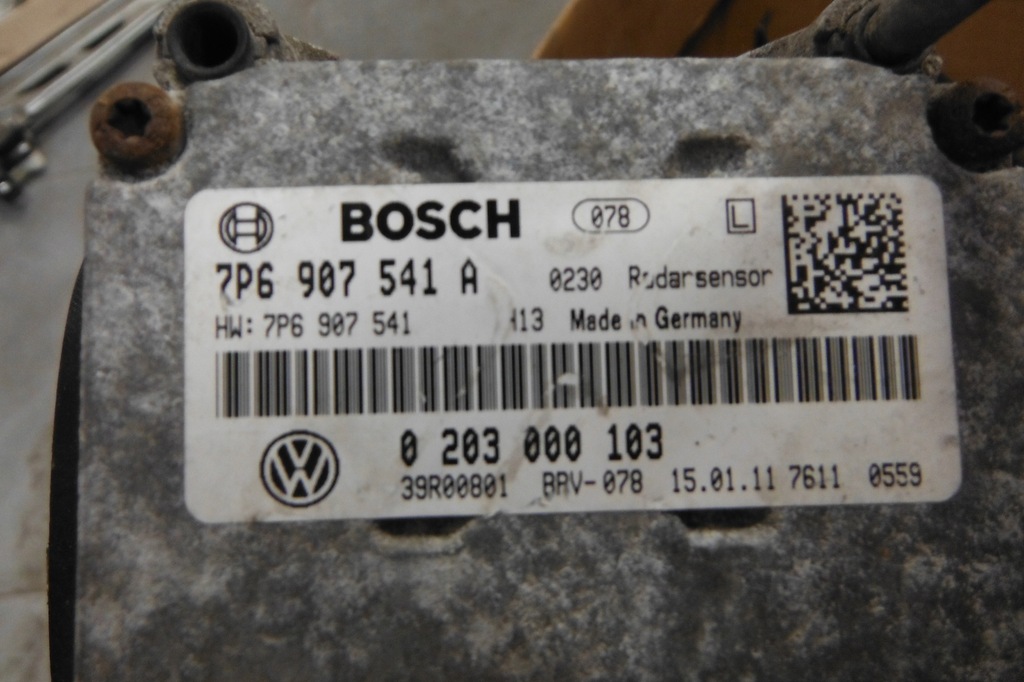 BOSCH 078 L
7P6 907 541 A 0230 Radarsensor
HW: 7P6 907 541 H13 Made in Germany
0 203 000 103
39R00801 BRV-078 15.01.11 7611 0559